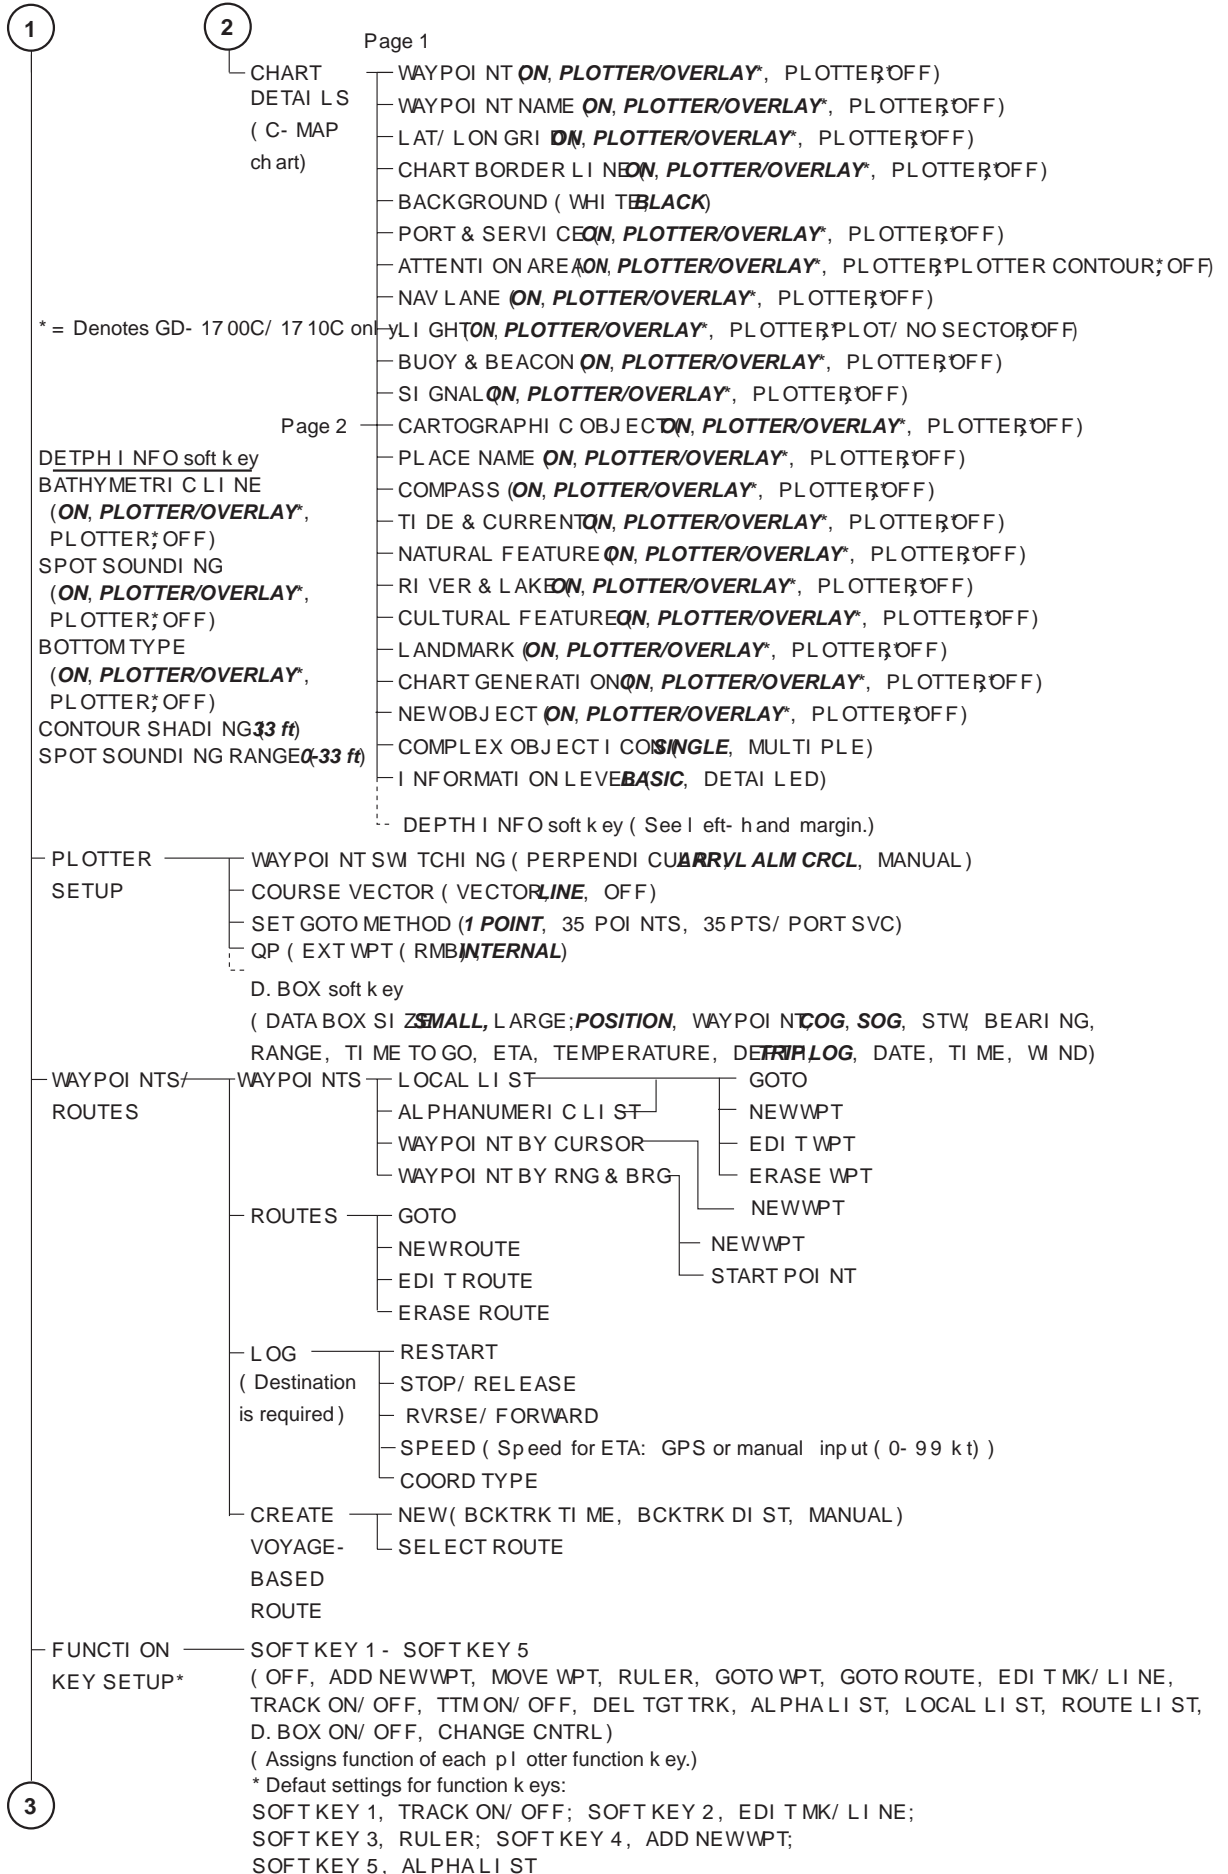 1
2
Page 1
CHART DETAILS (C-MAP chart)
WAYPOINT (ON, PLOTTER/OVERLAY*, PLOTTER,* OFF)
WAYPOINT NAME (ON, PLOTTER/OVERLAY*, PLOTTER,* OFF)
LAT/LON GRID (ON, PLOTTER/OVERLAY*, PLOTTER,* OFF)
CHART BORDER LINE (ON, PLOTTER/OVERLAY*, PLOTTER,* OFF)
BACKGROUND (WHITE, BLACK)
PORT & SERVICE (ON, PLOTTER/OVERLAY*, PLOTTER,* OFF)
ATTENTION AREA (ON, PLOTTER/OVERLAY*, PLOTTER,* PLOTTER CONTOUR,* OFF)
NAV LANE (ON, PLOTTER/OVERLAY*, PLOTTER,* OFF)
* = Denotes GD-1700C/1710C only
LIGHT (ON, PLOTTER/OVERLAY*, PLOTTER,* PLOT/NO SECTOR,* OFF)
BUOY & BEACON (ON, PLOTTER/OVERLAY*, PLOTTER,* OFF)
SIGNAL (ON, PLOTTER/OVERLAY*, PLOTTER,* OFF)
Page 2
CARTOGRAPHIC OBJECT (ON, PLOTTER/OVERLAY*, PLOTTER,* OFF)
PLACE NAME (ON, PLOTTER/OVERLAY*, PLOTTER,* OFF)
COMPASS (ON, PLOTTER/OVERLAY*, PLOTTER,* OFF)
TIDE & CURRENT (ON, PLOTTER/OVERLAY*, PLOTTER,* OFF)
NATURAL FEATURE (ON, PLOTTER/OVERLAY*, PLOTTER,* OFF)
RIVER & LAKE (ON, PLOTTER/OVERLAY*, PLOTTER,* OFF)
CULTURAL FEATURE (ON, PLOTTER/OVERLAY*, PLOTTER,* OFF)
LANDMARK (ON, PLOTTER/OVERLAY*, PLOTTER,* OFF)
CHART GENERATION (ON, PLOTTER/OVERLAY*, PLOTTER,* OFF)
NEW OBJECT (ON, PLOTTER/OVERLAY*, PLOTTER,* OFF)
COMPLEX OBJECT ICON (SINGLE, MULTIPLE)
INFORMATION LEVEL (BASIC, DETAILED)
DEPTH INFO soft key (See left-hand margin.)
DETPH INFO soft key
BATHYMETRIC LINE
(ON, PLOTTER/OVERLAY*,
PLOTTER,* OFF)
SPOT SOUNDING
(ON, PLOTTER/OVERLAY*,
PLOTTER,* OFF)
BOTTOM TYPE
(ON, PLOTTER/OVERLAY*,
PLOTTER,* OFF)
CONTOUR SHADING (33 ft)
SPOT SOUNDING RANGE (0-33 ft)
PLOTTER
SETUP
WAYPOINT SWITCHING (PERPENDICULAR, ARRVL ALM CRCL, MANUAL)
COURSE VECTOR (VECTOR, LINE, OFF)
SET GOTO METHOD (1 POINT, 35 POINTS, 35 PTS/PORT SVC)
QP (EXT WPT (RMB), INTERNAL)
D. BOX soft key
(DATA BOX SIZE: SMALL, LARGE; POSITION, WAYPOINT, COG, SOG, STW, BEARING,
RANGE, TIME TO GO, ETA, TEMPERATURE, DEPTH, TRIP LOG, DATE, TIME, WIND)
WAYPOINTS/
ROUTES
WAYPOINTS
LOCAL LIST
ALPHANUMERIC LIST
WAYPOINT BY CURSOR
WAYPOINT BY RNG & BRG
GOTO
NEW WPT
EDIT WPT
ERASE WPT
NEW WPT
NEW WPT
START POINT
ROUTES
GOTO
NEW ROUTE
EDIT ROUTE
ERASE ROUTE
LOG
(Destination
is required)
RESTART
STOP/RELEASE
RVRSE/FORWARD
SPEED (Speed for ETA: GPS or manual input (0-99 kt))
COORD TYPE
CREATE
VOYAGE-
BASED
ROUTE
NEW (BCKTRK TIME, BCKTRK DIST, MANUAL)
SELECT ROUTE
FUNCTION
KEY SETUP*
SOFT KEY 1 - SOFT KEY 5
(OFF, ADD NEW WPT, MOVE WPT, RULER, GOTO WPT, GOTO ROUTE, EDIT MK/LINE,
TRACK ON/OFF, TTM ON/OFF, DEL TGT TRK, ALPHA LIST, LOCAL LIST, ROUTE LIST,
D. BOX ON/OFF, CHANGE CNTRL)
(Assigns function of each plotter function key.)
* Defaut settings for function keys:
SOFT KEY 1, TRACK ON/OFF; SOFT KEY 2, EDIT MK/LINE;
SOFT KEY 3, RULER; SOFT KEY 4, ADD NEW WPT;
SOFT KEY 5, ALPHA LIST
3